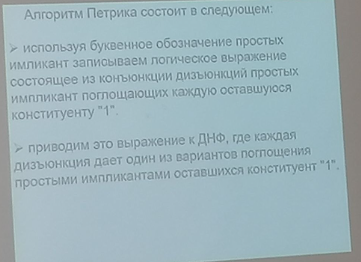 Алгоритм Петрика состоит в следующем:
➢ используя буквенное обозначение простых
импликант записываем логическое выражение
состоящее из конъюнкции дизъюнкций простых
импликант поглощающих каждую оставшуюся
конституенту "1".
➢ приводим это выражение к ДНФ, где каждая
дизъюнкция дает один из вариантов поглощения
простыми импликантами оставшихся конституент "1".